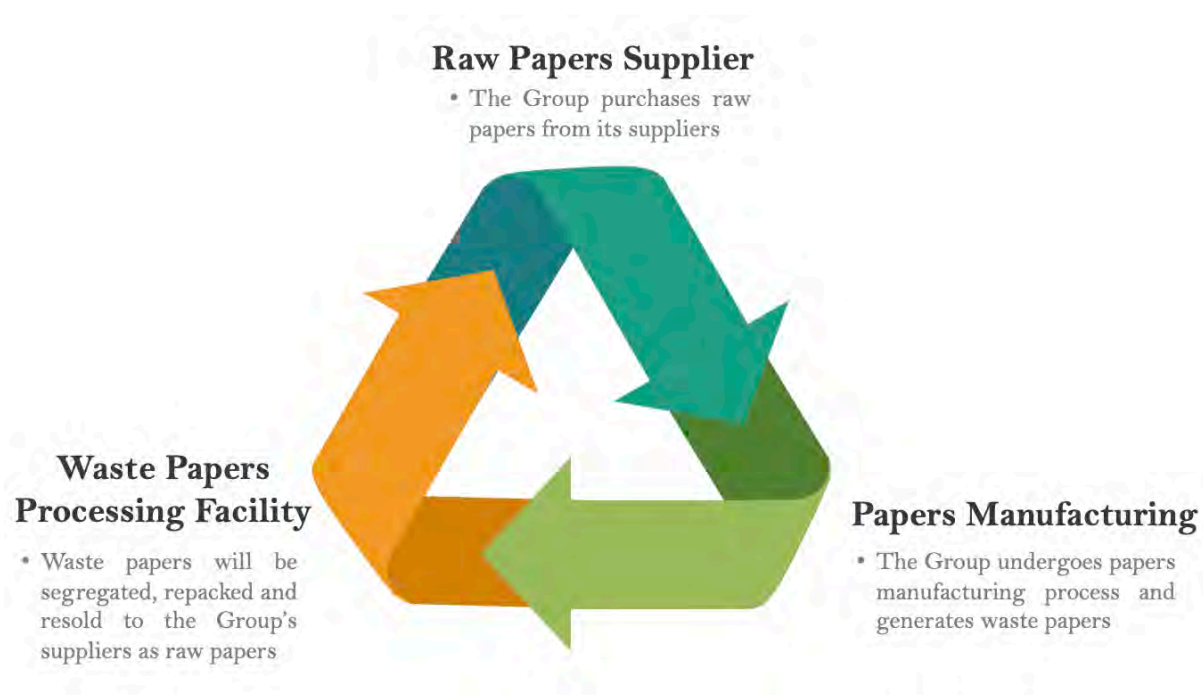 Raw Papers Supplier
• The Group purchases raw
papers from its suppliers
Waste Papers
Processing Facility
• Waste papers will be
segregated, repacked and
resold to the Group's
suppliers as raw papers
Papers Manufacturing
• The Group undergoes papers
manufacturing process and
generates waste papers